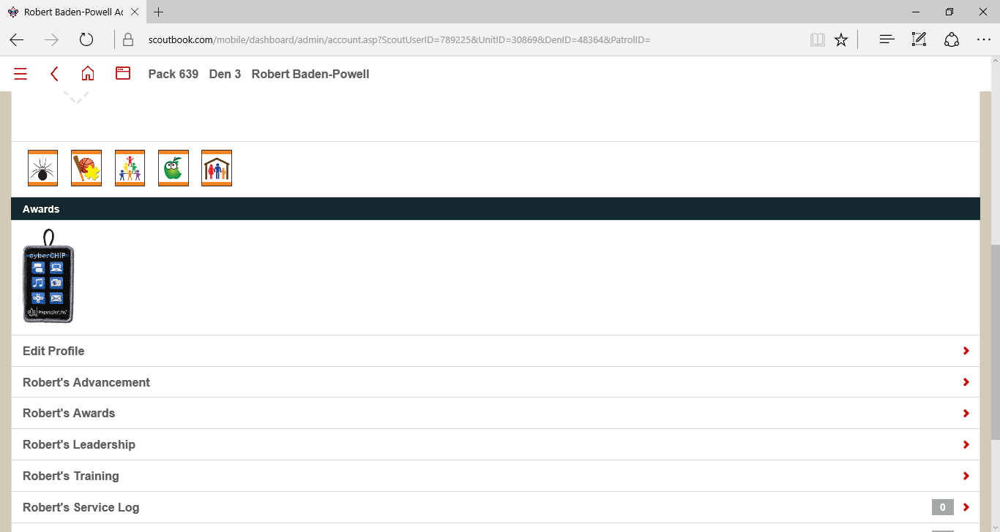 Robert Baden-Powell Ac
scoutbook.com/mobile/dashboard/admin/account.asp?ScoutUserID=789225&UnitID=30869&DenID=48364&PatrolID=
Pack 639 Den 3 Robert Baden-Powell
Awards
cyberCHIP
Prepared. For Life.™
Edit Profile
Robert's Advancement
Robert's Awards
Robert's Leadership
Robert's Training
Robert's Service Log 0